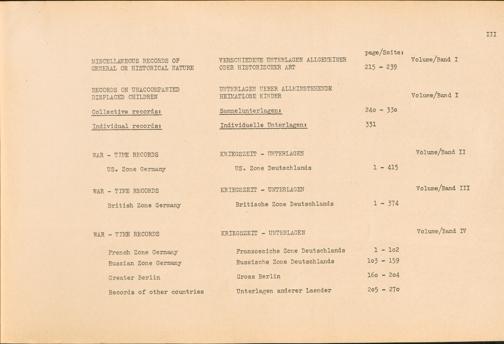 III
page/Seite:
MISCELLANEOUS RECORDS OF VERSCHIEDENE UNTERLAGEN ALLGEMEINER Volume/Band I
GENERAL OR HISTORICAL NATURE ODER HISTORISCHER ART 215 - 239
RECORDS ON UNACCOMPANIED UNTERLAGEN UEBER ALLEINSTEHENDE
DISPLACED CHILDREN HEIMATLOSE KINDER Volume/Band I
Collective records: Sammelunterlagen: 240 - 330
Individual records: Individuelle Unterlagen: 331
WAR - TIME RECORDS KRIEGSZEIT - UNTERLAGEN Volume/Band II
US. Zone Germany US. Zone Deutschlands 1 - 415
WAR - TIME RECORDS KRIEGSZEIT - UNTERLAGEN Volume/Band III
British Zone Germany Britische Zone Deutschlands 1 - 374
WAR - TIME RECORDS KRIEGSZEIT - UNTERLAGEN Volume/Band IV
French Zone Germany Franzoesische Zone Deutschlands 1 - 102
Russian Zone Germany Russische Zone Deutschlands 103 - 159
Greater Berlin Gross Berlin 160 - 204
Records of other countries Unterlagen anderer Laender 205 - 270